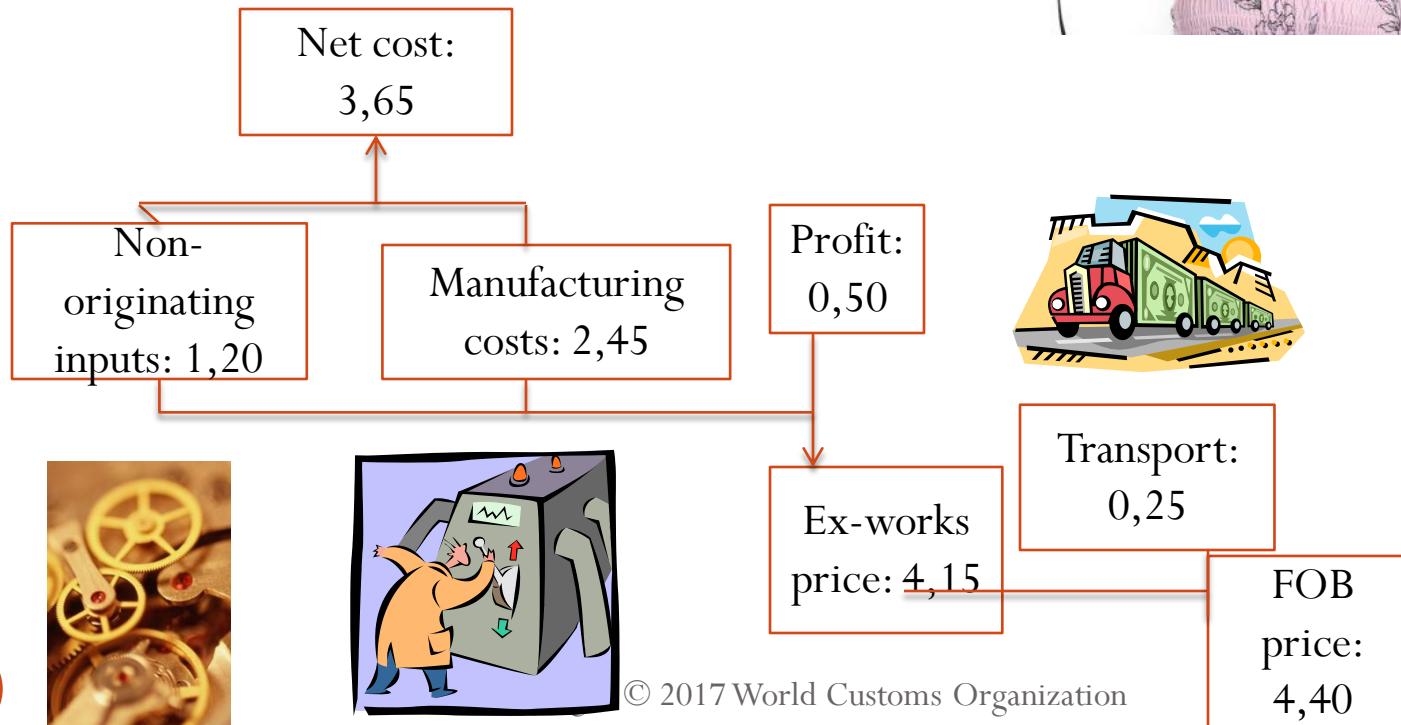 Net cost:
3,65
Non-
originating
inputs: 1,20
Manufacturing
costs: 2,45
Profit:
0,50
Transport:
0,25
Ex-works
price: 4,15
FOB
price:
4,40
© 2017 World Customs Organization